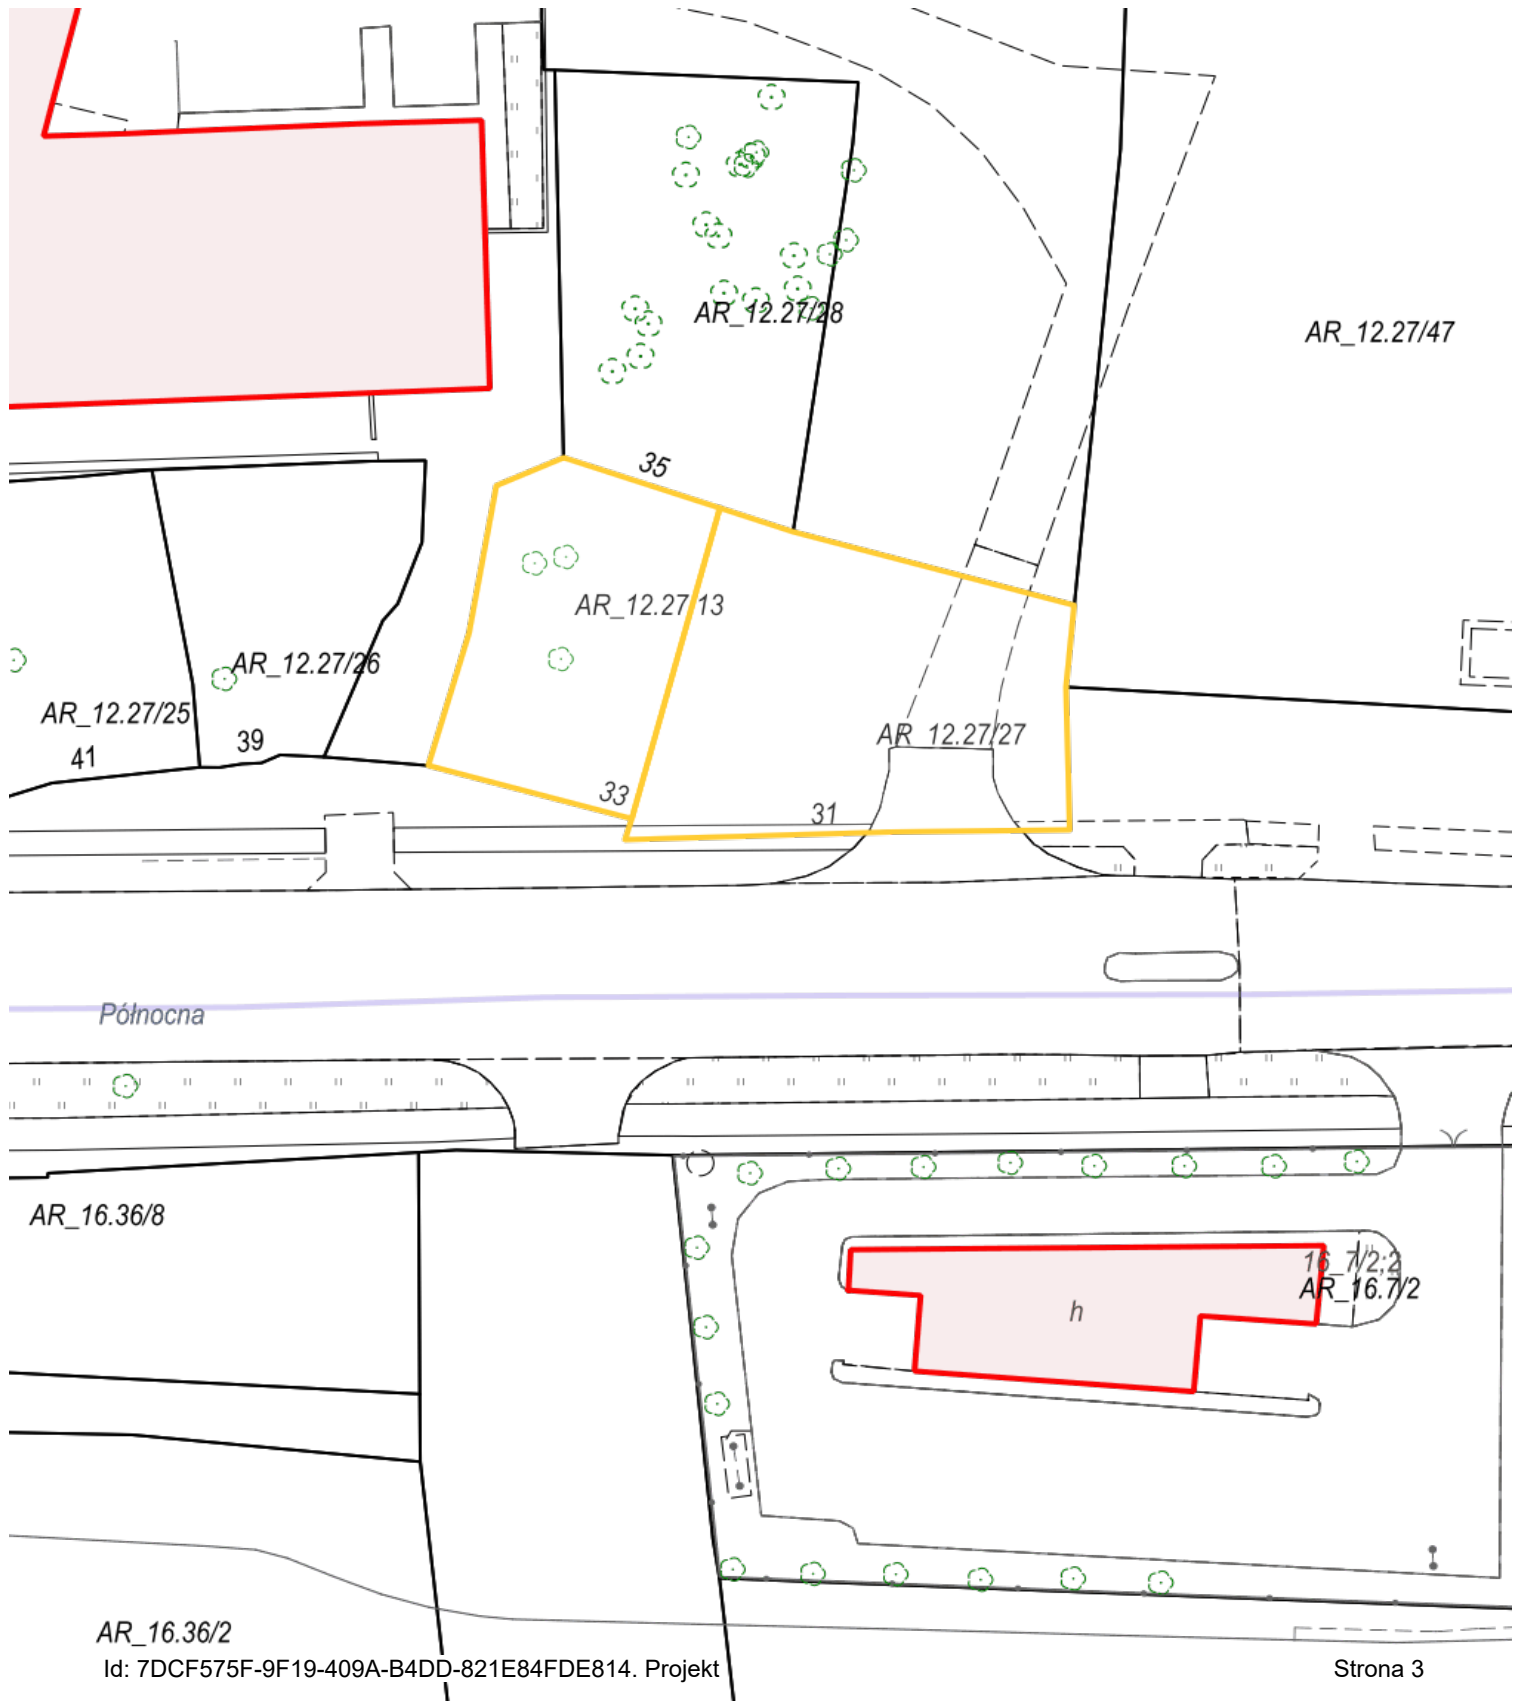 AR_12.27/28
AR_12.27/47
35
AR_12.27/13
AR_12.27/26
AR_12.27/25
39
41
AR_12.27/27
33
31
Północna
AR_16.36/8
16_7/2;2
AR_16.7/2
h
AR_16.36/2
Id: 7DCF575F-9F19-409A-B4DD-821E84FDE814. Projekt
Strona 3